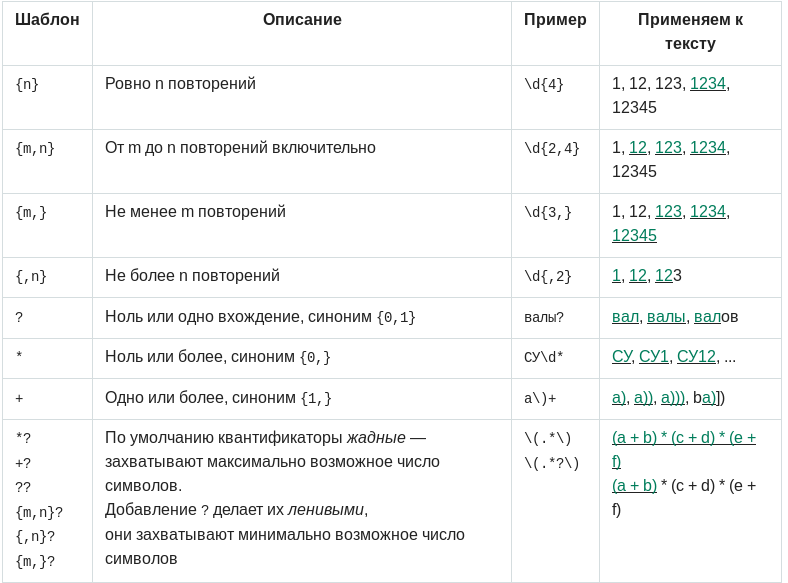 Шаблон Описание Пример Применяем к
тексту
{n} Ровно n повторений \d{4} 1, 12, 123, 1234,
12345
{m,n} От m до n повторений включительно \d{2,4} 1, 12, 123, 1234,
12345
{m,} Не менее m повторений \d{3,} 1, 12, 123, 1234,
12345
{,n} Не более n повторений \d{,2} 1, 12, 123
? Ноль или одно вхождение, синоним {0,1} валы? вал, валы, валов
* Ноль или более, синоним {0,} СУ\d* СУ, СУ1, СУ12, ...
+ Одно или более, синоним {1,} a\)+ a), a)), a))), ba)])
*? По умолчанию квантификаторы жадные — \(.*\) (a + b) * (c + d) * (e +
+? захватывают максимально возможное число \(.*?\) f)
?? символов. (a + b) * (c + d) * (e +
{m,n}? Добавление ? делает их ленивыми, f)
{,n}? они захватывают минимально возможное число
{m,}? символов